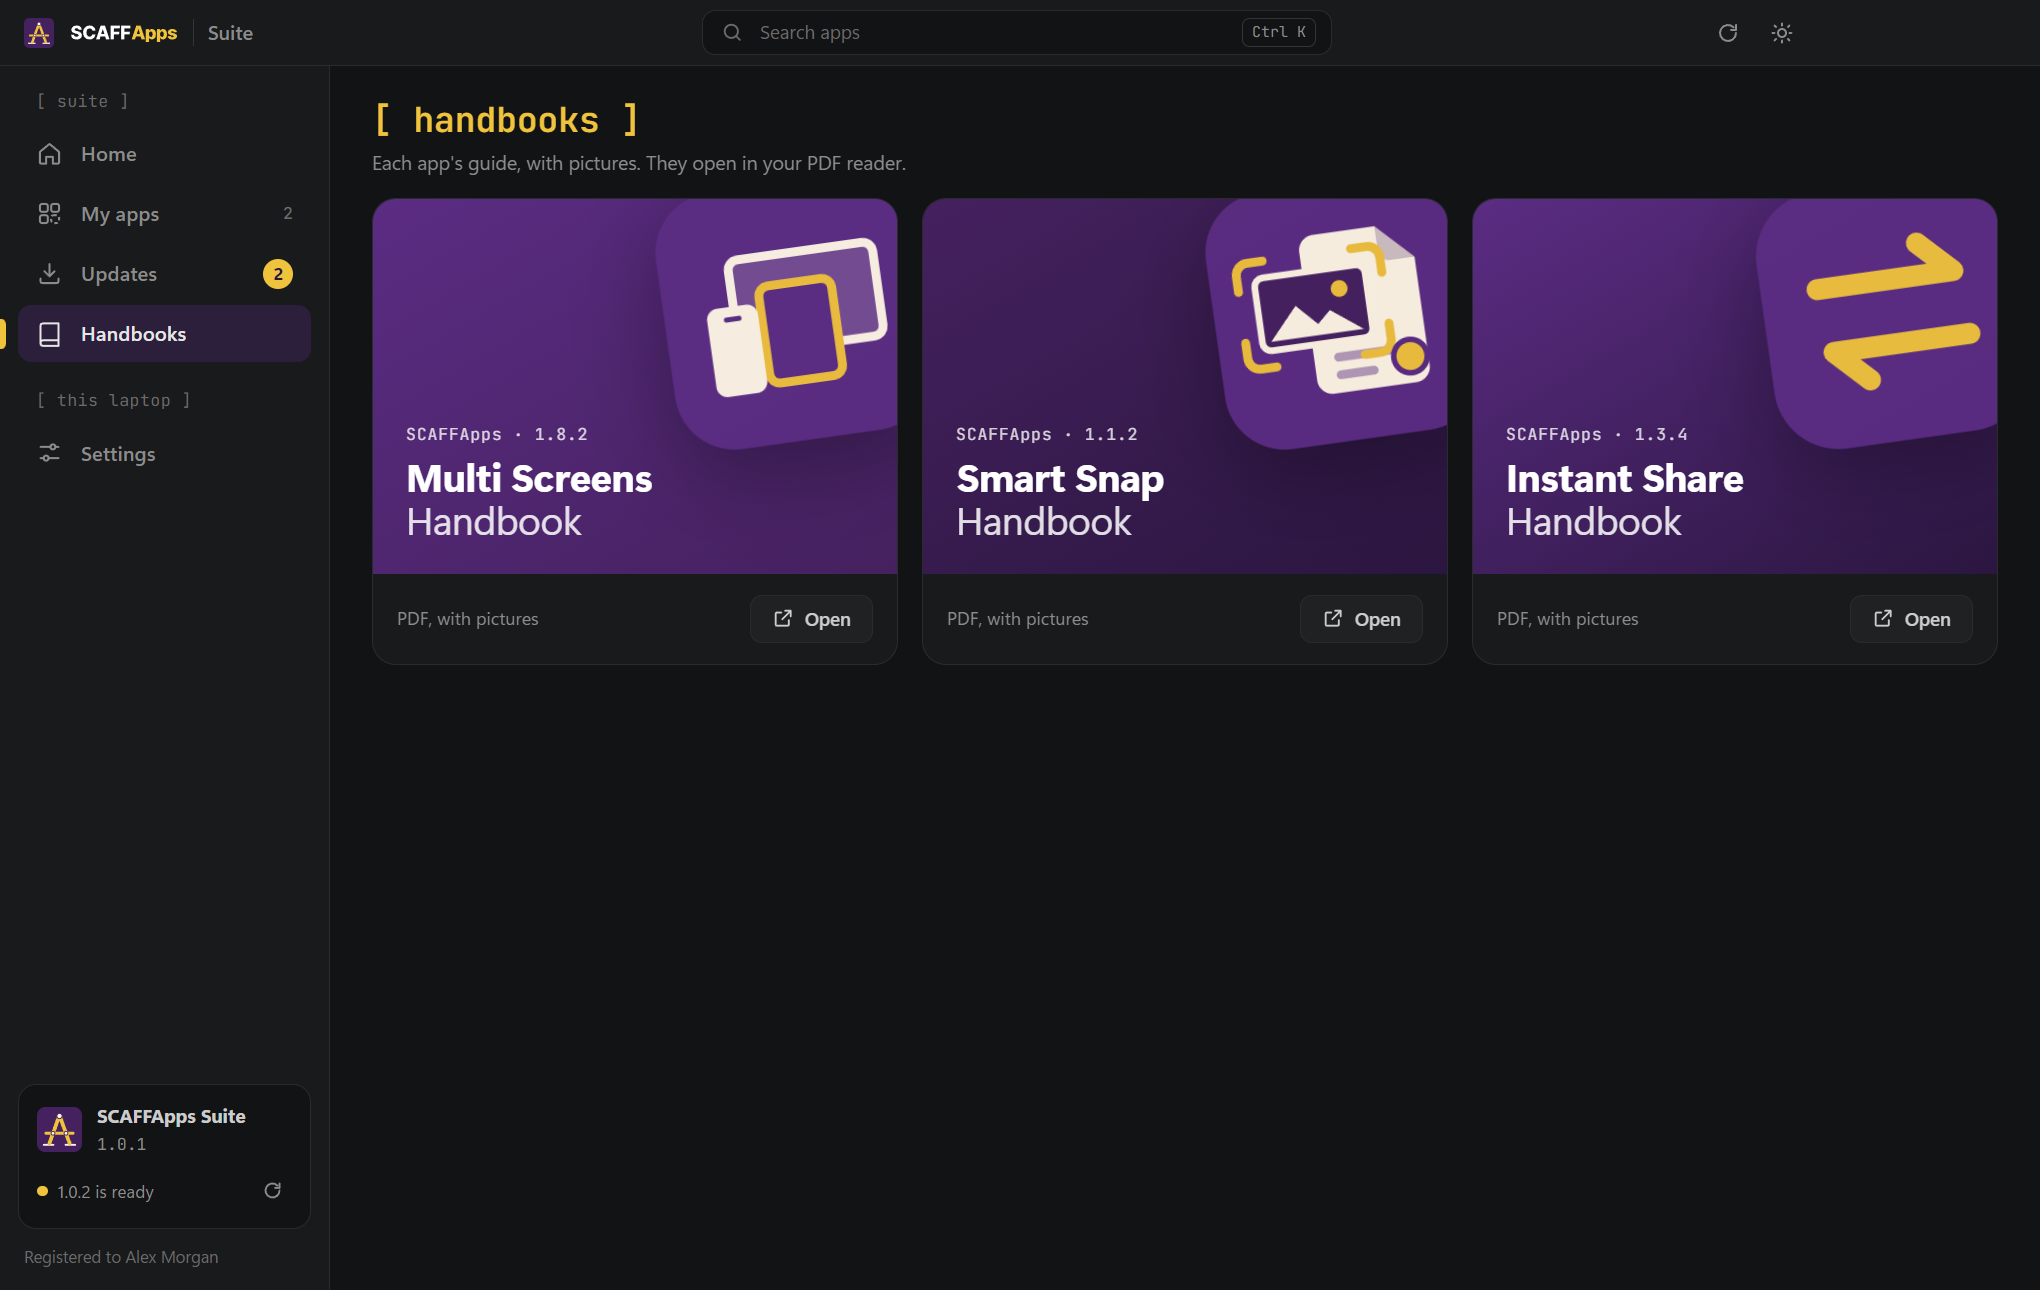 SCAFFApps Suite
Search apps
Ctrl K
[ suite ]
Home
My apps 2
Updates 2
Handbooks
[ this laptop ]
Settings
SCAFFApps Suite
1.0.1
1.0.2 is ready
Registered to Alex Morgan
[ handbooks ]
Each app's guide, with pictures. They open in your PDF reader.
SCAFFApps · 1.8.2
Multi Screens
Handbook
PDF, with pictures
Open
SCAFFApps · 1.1.2
Smart Snap
Handbook
PDF, with pictures
Open
SCAFFApps · 1.3.4
Instant Share
Handbook
PDF, with pictures
Open